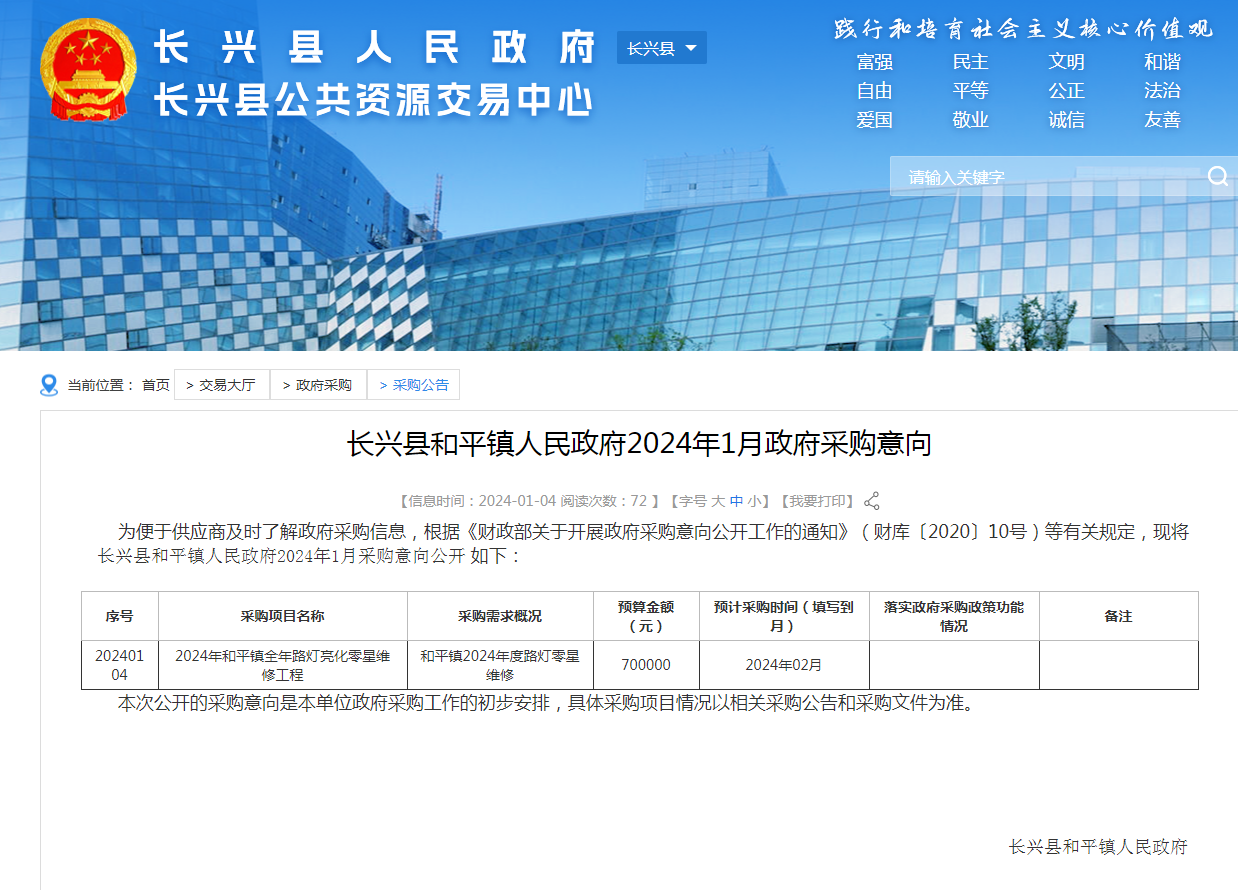 长兴县人民政府
长兴县公共资源交易中心
长兴县
践行和培育社会主义核心价值观
富强 民主 文明 和谐
自由 平等 公正 法治
爱国 敬业 诚信 友善
请输入关键字
当前位置： 首页 > 交易大厅 > 政府采购 > 采购公告
长兴县和平镇人民政府2024年1月政府采购意向
【信息时间：2024-01-04 阅读次数：72 】【字号 大 中 小】【我要打印】
为便于供应商及时了解政府采购信息，根据《财政部关于开展政府采购意向公开工作的通知》（财库〔2020〕10号）等有关规定，现将
长兴县和平镇人民政府2024年1月采购意向公开 如下：
序号 采购项目名称 采购需求概况 预算金额（元） 预计采购时间（填写到月） 落实政府采购政策功能情况 备注
20240104 2024年和平镇全年路灯亮化零星维修工程 和平镇2024年度路灯零星维修 700000 2024年02月
本次公开的采购意向是本单位政府采购工作的初步安排，具体采购项目情况以相关采购公告和采购文件为准。
长兴县和平镇人民政府